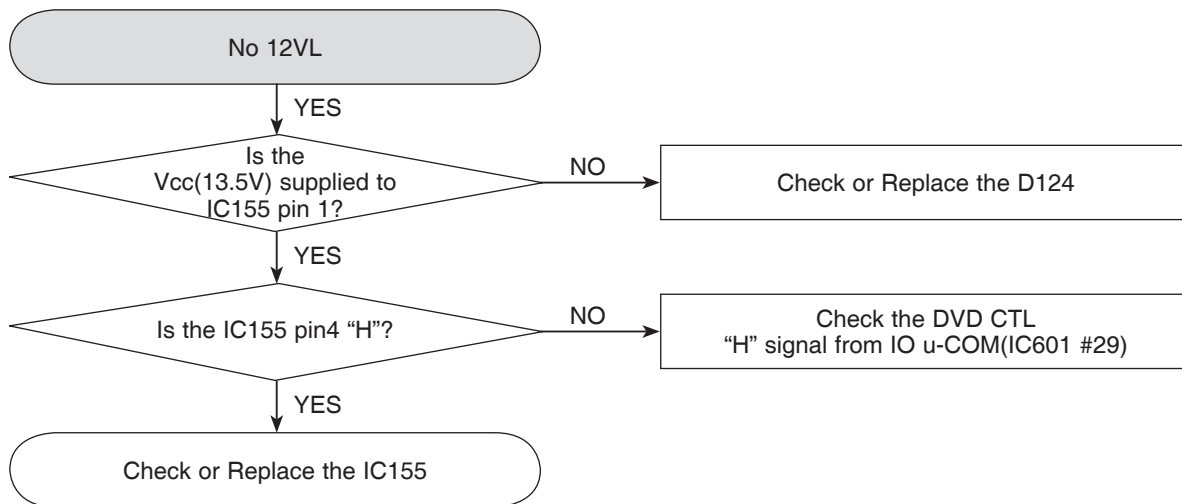 No 12VL
YES
Is the
Vcc(13.5V) supplied to
IC155 pin 1?
NO
Check or Replace the D124
YES
Is the IC155 pin4 “H”?
NO
Check the DVD CTL
“H” signal from IO u-COM(IC601 #29)
YES
Check or Replace the IC155